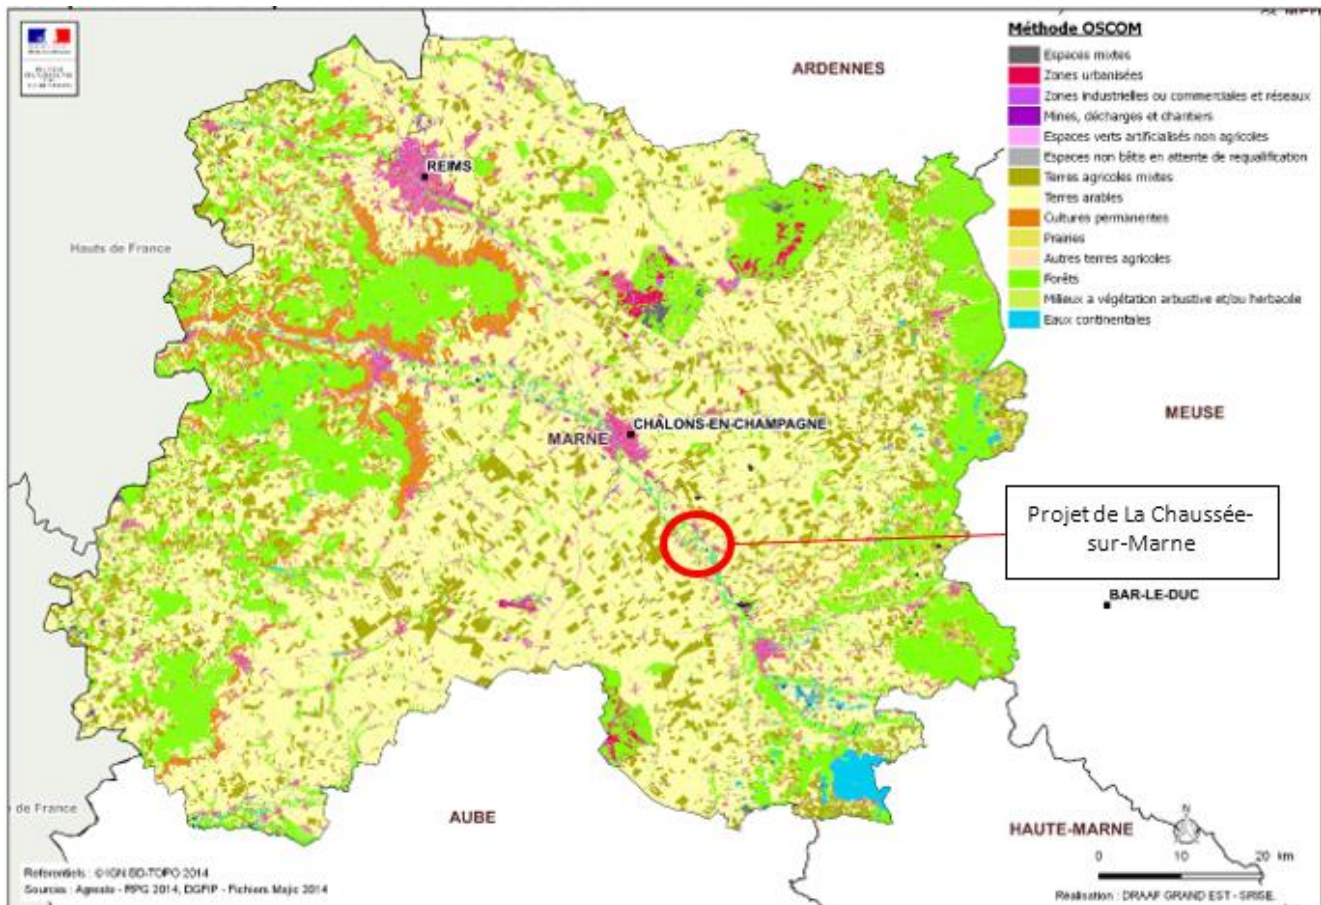 Méthode OSCOM
Espaces mixtes
Zones urbanisées
Zones industrielles ou commerciales et réseaux
Mines, décharges et chantiers
Espaces verts artificialisés non agricoles
Espaces non bêtis en attente de requalification
Terres agricoles mixtes
Terres arables
Cultures permanentes
Prairies
Autres terres agricoles
Forêts
Milieux a végétation arbustive et/ou herbacée
Eaux continentales
ARDENNES
REIMS
Hauts de France
MEUSE
CHÂLONS-EN-CHAMPAGNE
MARNE
Projet de La Chaussée-
sur-Marne
BAR-LE-DUC
de France
AUBE
HAUTE-MARNE
N
0 10 20 km
Référentiels : ©IGN BD-TOPO 2014
Sources : Agreste - RPG 2014, DGFIP - Fichiers Majic 2014
Réalisation : DRAAF GRAND EST - SRISE